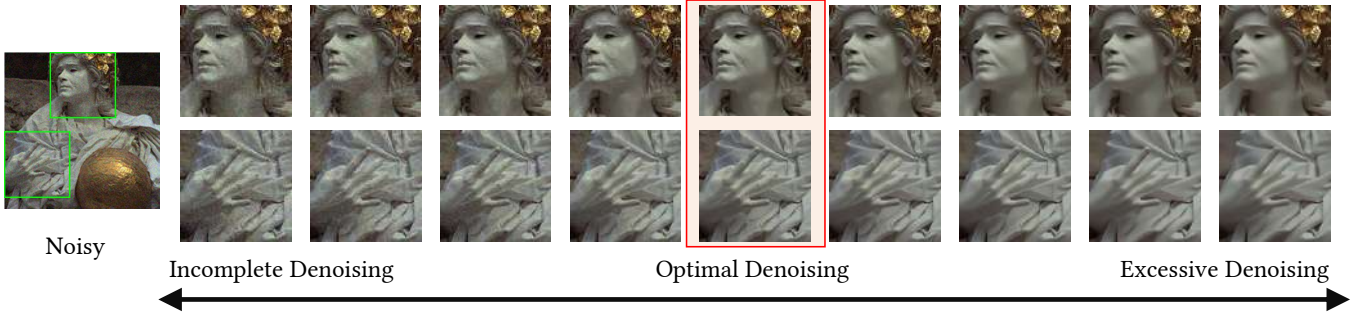 Noisy
Incomplete Denoising
Optimal Denoising
Excessive Denoising